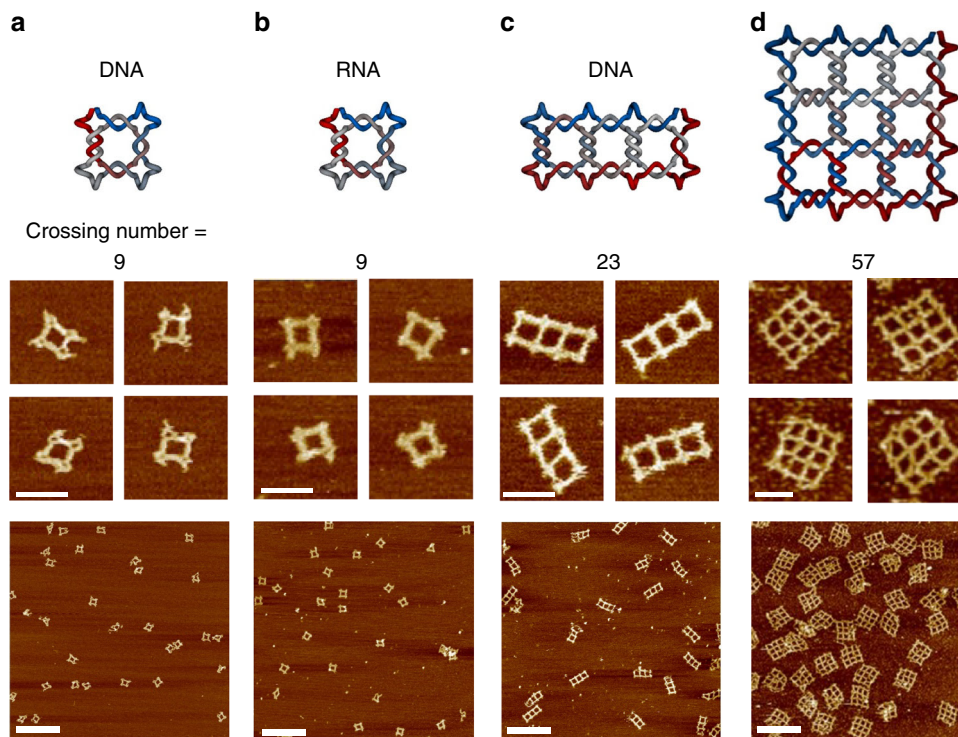 a
b
c
d
DNA
RNA
DNA
Crossing number =
9
9
23
57